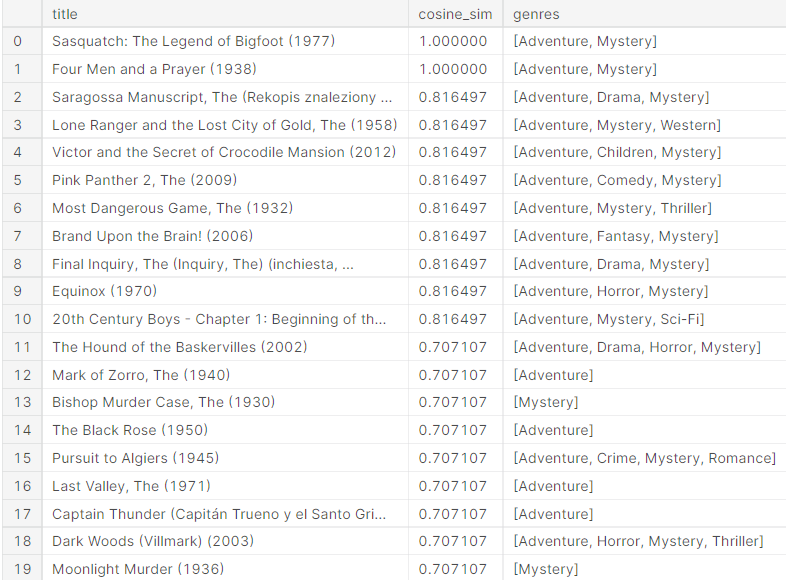 title cosine_sim genres
0 Sasquatch: The Legend of Bigfoot (1977) 1.000000 [Adventure, Mystery]
1 Four Men and a Prayer (1938) 1.000000 [Adventure, Mystery]
2 Saragossa Manuscript, The (Rekopis znaleziony ... 0.816497 [Adventure, Drama, Mystery]
3 Lone Ranger and the Lost City of Gold, The (1958) 0.816497 [Adventure, Mystery, Western]
4 Victor and the Secret of Crocodile Mansion (2012) 0.816497 [Adventure, Children, Mystery]
5 Pink Panther 2, The (2009) 0.816497 [Adventure, Comedy, Mystery]
6 Most Dangerous Game, The (1932) 0.816497 [Adventure, Mystery, Thriller]
7 Brand Upon the Brain! (2006) 0.816497 [Adventure, Fantasy, Mystery]
8 Final Inquiry, The (Inquiry, The) (inchiesta, ... 0.816497 [Adventure, Drama, Mystery]
9 Equinox (1970) 0.816497 [Adventure, Horror, Mystery]
10 20th Century Boys - Chapter 1: Beginning of th... 0.816497 [Adventure, Mystery, Sci-Fi]
11 The Hound of the Baskervilles (2002) 0.707107 [Adventure, Drama, Horror, Mystery]
12 Mark of Zorro, The (1940) 0.707107 [Adventure]
13 Bishop Murder Case, The (1930) 0.707107 [Mystery]
14 The Black Rose (1950) 0.707107 [Adventure]
15 Pursuit to Algiers (1945) 0.707107 [Adventure, Crime, Mystery, Romance]
16 Last Valley, The (1971) 0.707107 [Adventure]
17 Captain Thunder (Capitán Trueno y el Santo Gri... 0.707107 [Adventure]
18 Dark Woods (Villmark) (2003) 0.707107 [Adventure, Horror, Mystery, Thriller]
19 Moonlight Murder (1936) 0.707107 [Mystery]